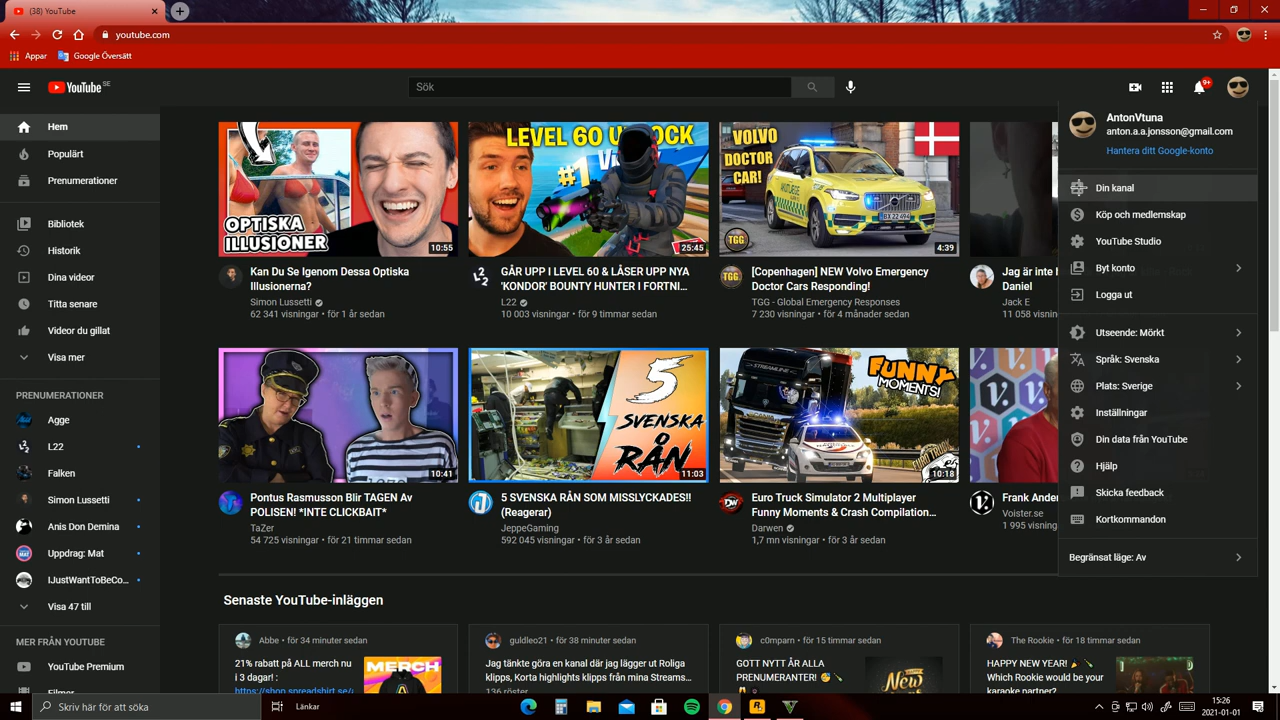 (38) YouTube
youtube.com
Appar
Google Översätt
YouTube SE
Sök
9+
Hem
Populärt
Prenumerationer
Bibliotek
Historik
Dina videor
Titta senare
Videor du gillat
Visa mer
PRENUMERATIONER
Agge
L22
Falken
Simon Lussetti
Anis Don Demina
Uppdrag: Mat
IJustWantToBeCo...
Visa 47 till
MER FRÅN YOUTUBE
YouTube Premium
Filmer
OPTISKA
ILLUSIONER
10:55
Kan Du Se Igenom Dessa Optiska
Illusionerna?
Simon Lussetti
62 341 visningar • för 1 år sedan
LEVEL 60
#1
25:45
GÅR UPP I LEVEL 60 & LÅSER UPP NYA
'KONDOR' BOUNTY HUNTER I FORTNI...
L22
10 003 visningar • för 9 timmar sedan
VOLVO
DOCTOR
CAR!
TGG
4:39
[Copenhagen] NEW Volvo Emergency
Doctor Cars Responding!
TGG - Global Emergency Responses
7 230 visningar • för 4 månader sedan
Jag är inte
Daniel
Jack E
11 058 visn
10:41
Pontus Rasmusson Blir TAGEN Av
POLISEN! *INTE CLICKBAIT*
TaZer
54 725 visningar • för 21 timmar sedan
5
SVENSKA
RÅN
11:03
5 SVENSKA RÅN SOM MISSLYCKADES!!
(Reagerar)
JeppeGaming
592 045 visningar • för 3 år sedan
STREAMLINE
FUNNY
MOMENTS!
10:18
Euro Truck Simulator 2 Multiplayer
Funny Moments & Crash Compilation...
Darwen
1,7 mn visningar • för 3 år sedan
Frank Ander
Voister.se
1 995 visnin
Senaste YouTube-inläggen
Abbe • för 34 minuter sedan
21% rabatt på ALL merch nu
i 3 dagar! :
https://shop.spreadshirt.se/a
MERCH
guldleo21 • för 38 minuter sedan
Jag tänkte göra en kanal där jag lägger ut Roliga
klipps, Korta highlights klipps från mina Streams...
136 röster
c0mparn • för 15 timmar sedan
GOTT NYTT ÅR ALLA
PRENUMERANTER!
New
The Rookie • för 18 timmar sedan
HAPPY NEW YEAR!
Which Rookie would be your
karaoke partner?
AntonVtuna
anton.a.a.jonsson@gmail.com
Hantera ditt Google-konto
Din kanal
Köp och medlemskap
YouTube Studio
Byt konto
Logga ut
Utseende: Mörkt
Språk: Svenska
Plats: Sverige
Inställningar
Din data från YouTube
Hjälp
Skicka feedback
Kortkommandon
Begränsat läge: Av
Skriv här för att söka
Länkar
15:26
2021-01-01